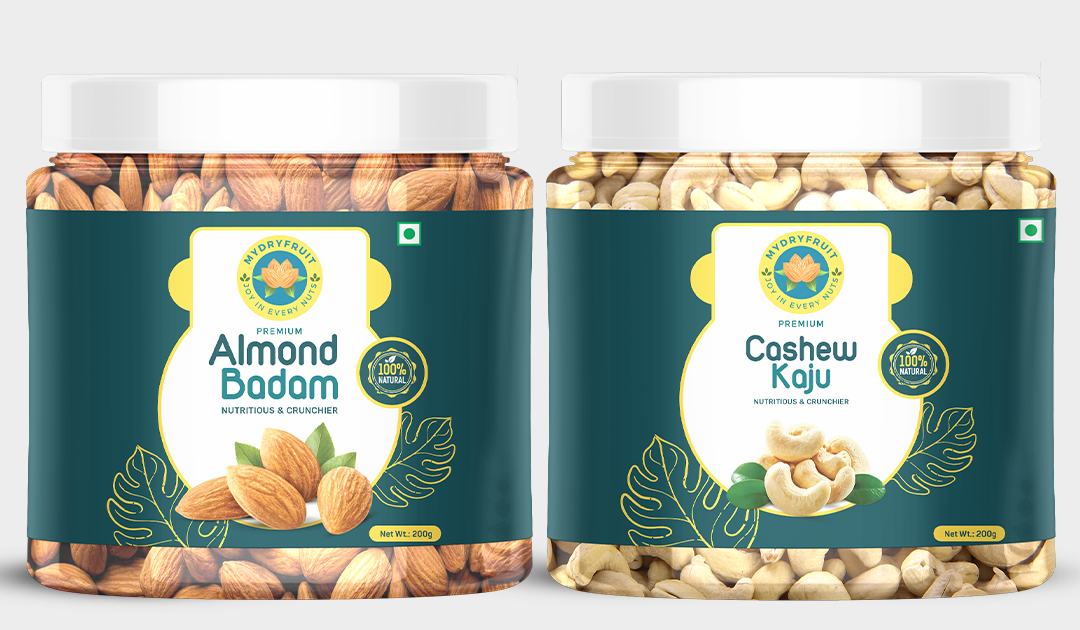 MYDRYFRUIT
JOY IN EVERY NUTS
PREMIUM
Almond
Badam
NUTRITIOUS & CRUNCHIER
100%
NATURAL
Net Wt.: 200g
MYDRYFRUIT
JOY IN EVERY NUTS
PREMIUM
Cashew
Kaju
NUTRITIOUS & CRUNCHIER
100%
NATURAL
Net Wt.: 200g